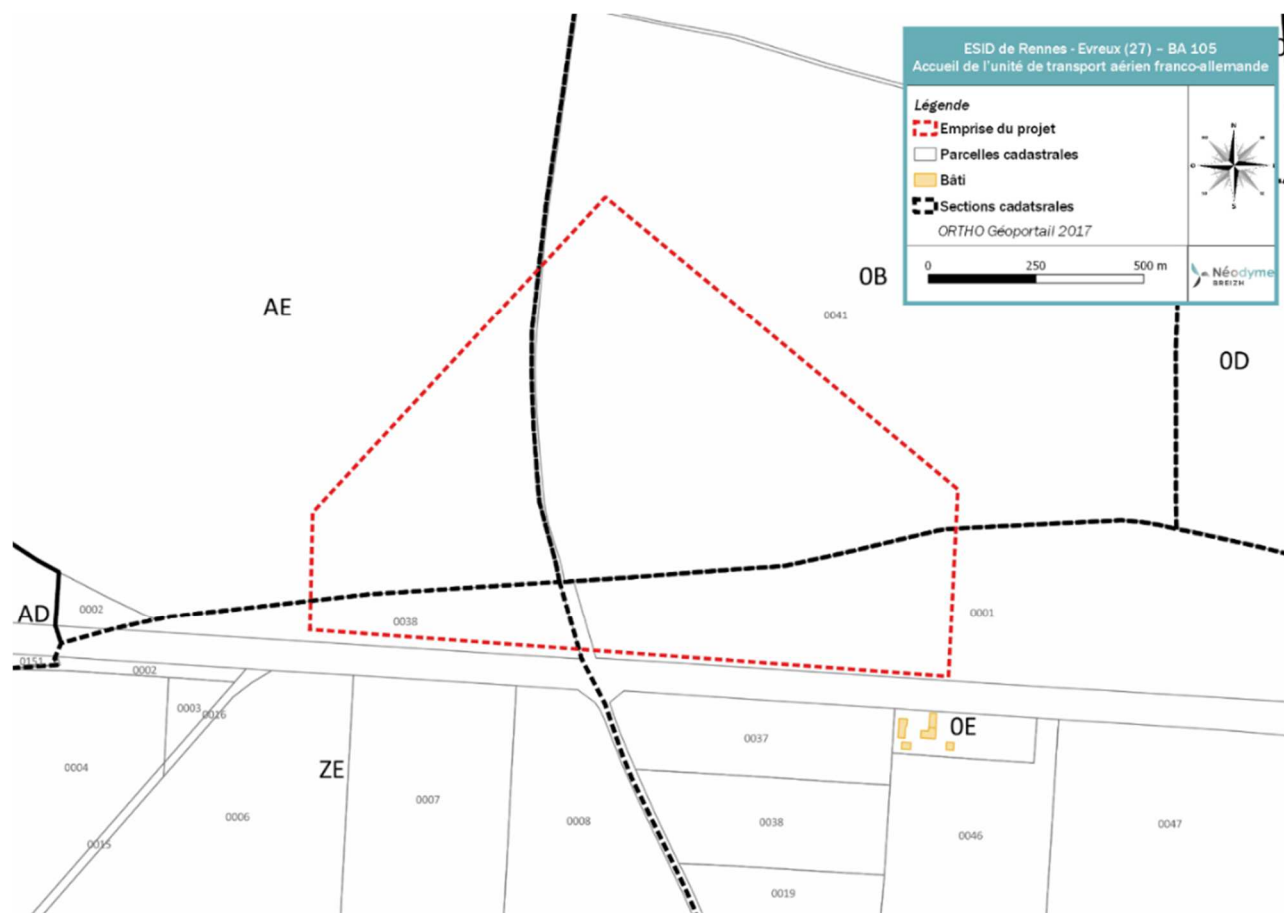 ESID de Rennes - Evreux (27) – BA 105
Accueil de l'unité de transport aérien franco-allemande
Légende
Emprise du projet
Parcelles cadastrales
Bâti
Sections cadatsrales
ORTHO Géoportail 2017
N
S
0 250 500 m
Néodyme
BREIZH
AE
0B
0041
0D
AD
0002
0038
0001
0151
0002
0003
0016
0037
0E
0004
ZE
0007
0006
0008
0038
0046
0047
0015
0019